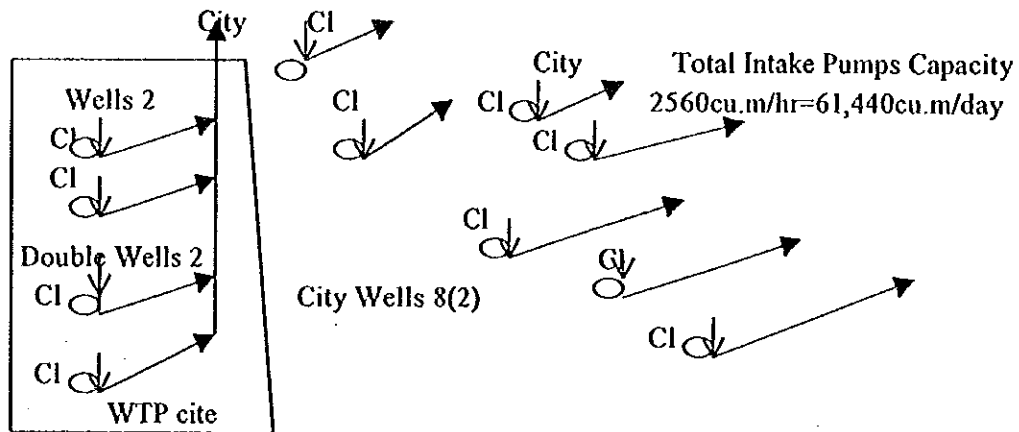 City
Cl
City
Total Intake Pumps Capacity
Wells 2
Cl
Cl
2560cu.m/hr=61,440cu.m/day
Cl
Cl
Cl
Cl
Double Wells 2
Cl
City Wells 8(2)
Gl
Cl
Cl
WTP cite